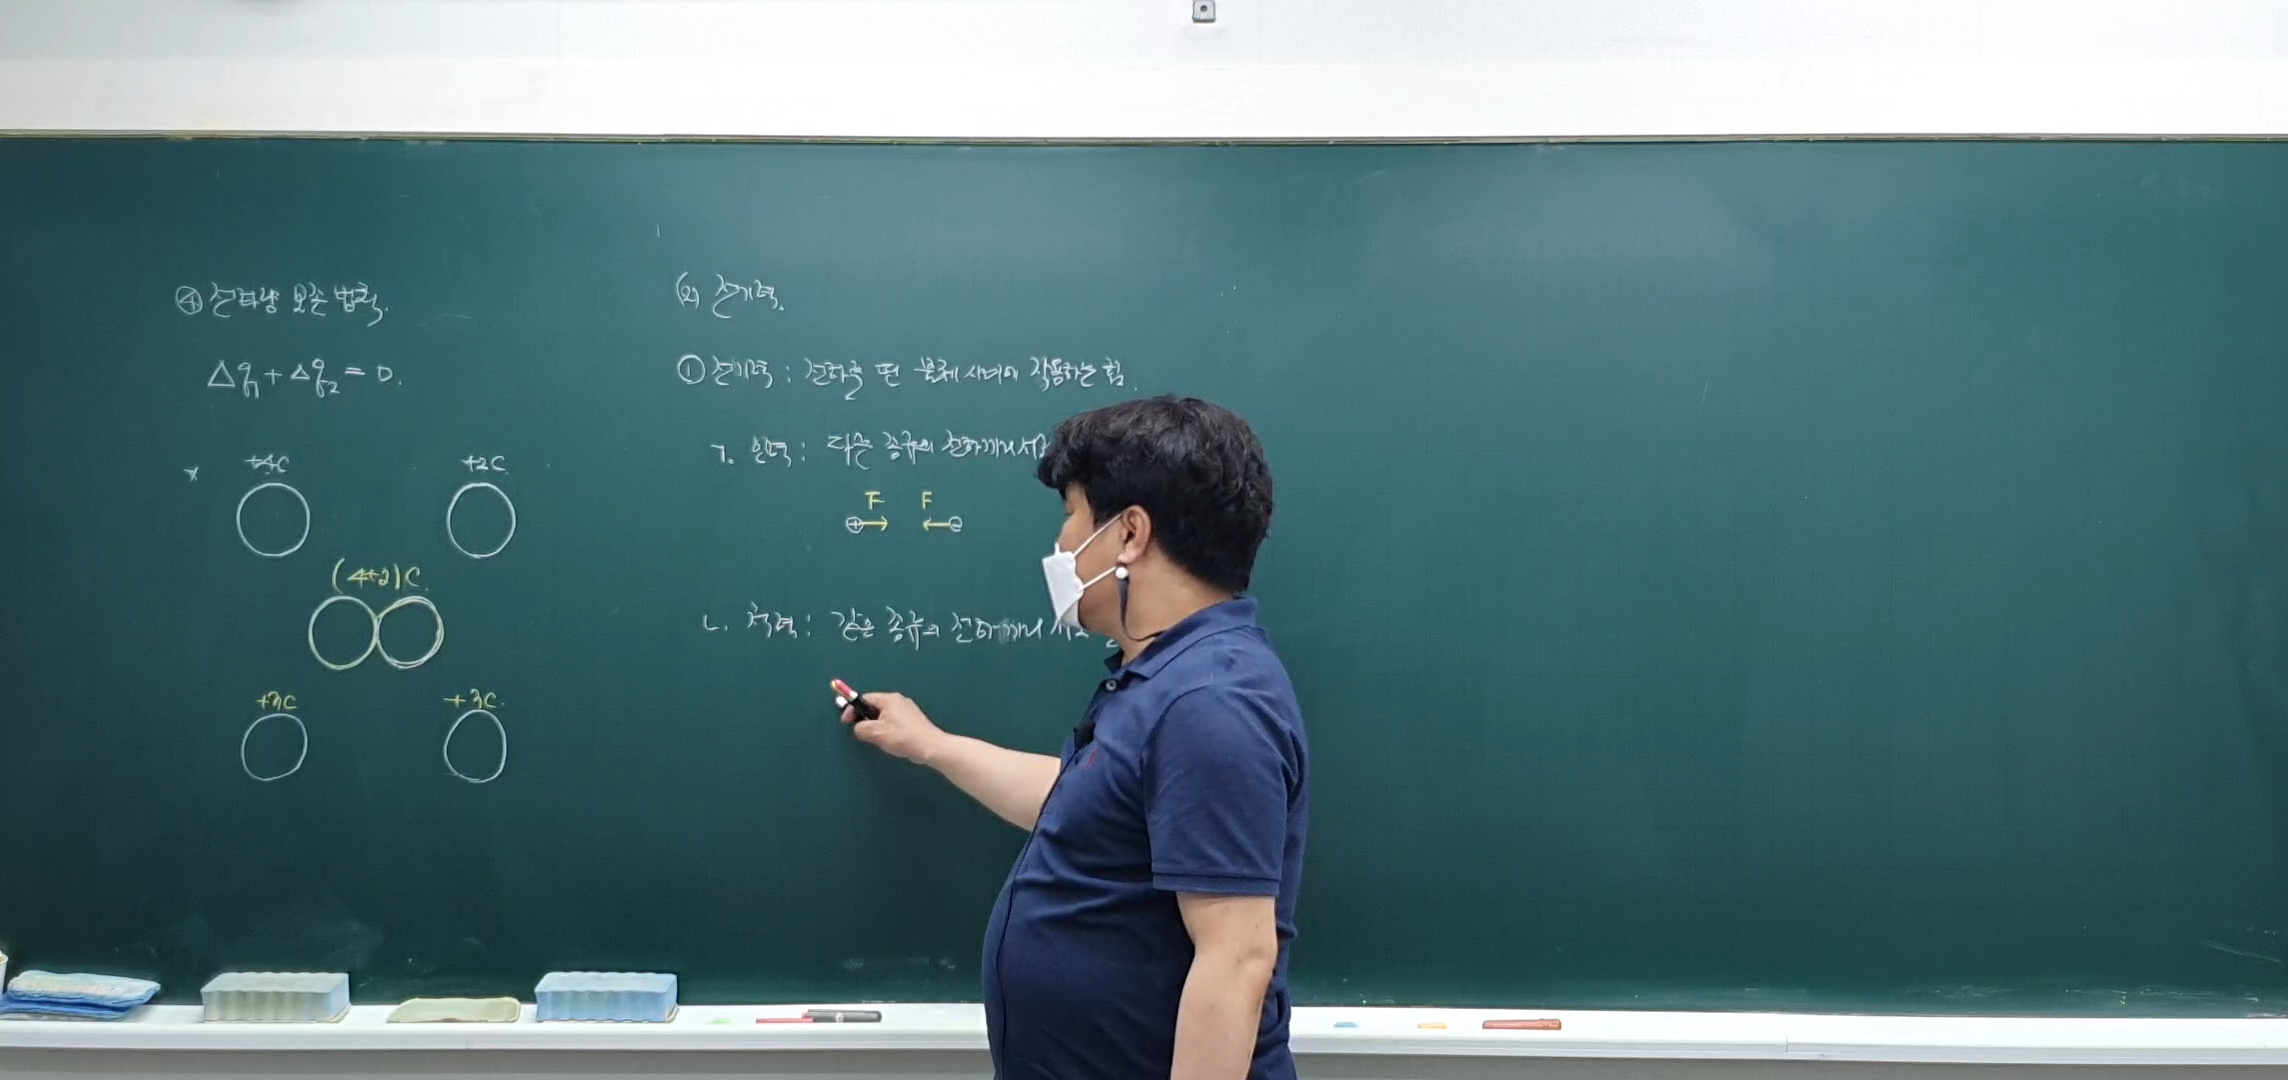 ④ 전하량 보존 법칙.
Δq₁ + Δq₂ = 0.
* +4C +2C
(4+2)C.
+3C +3C.
(2) 전기력.
① 전기력 : 전하를 띤 물체 사이에 작용하는 힘.
ㄱ. 인력 : 다른 종류의 전하끼리 서로
F F
+ −
ㄴ. 척력 : 같은 종류의 전하끼리 서로